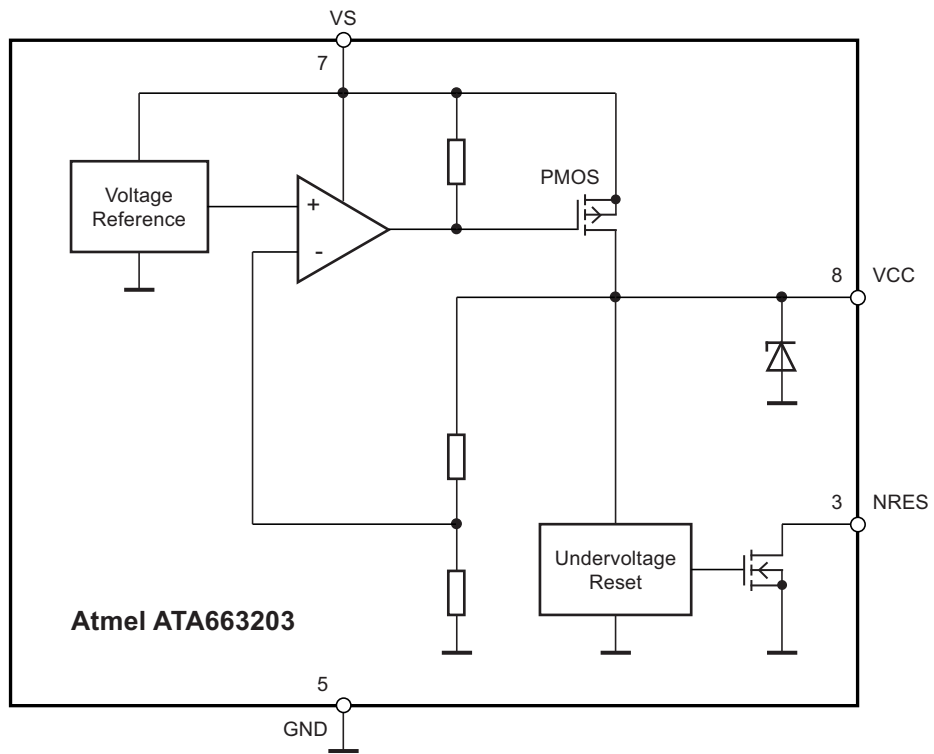 VS
7
Voltage
Reference
+
-
PMOS
8
VCC
3
NRES
Undervoltage
Reset
Atmel ATA663203
5
GND